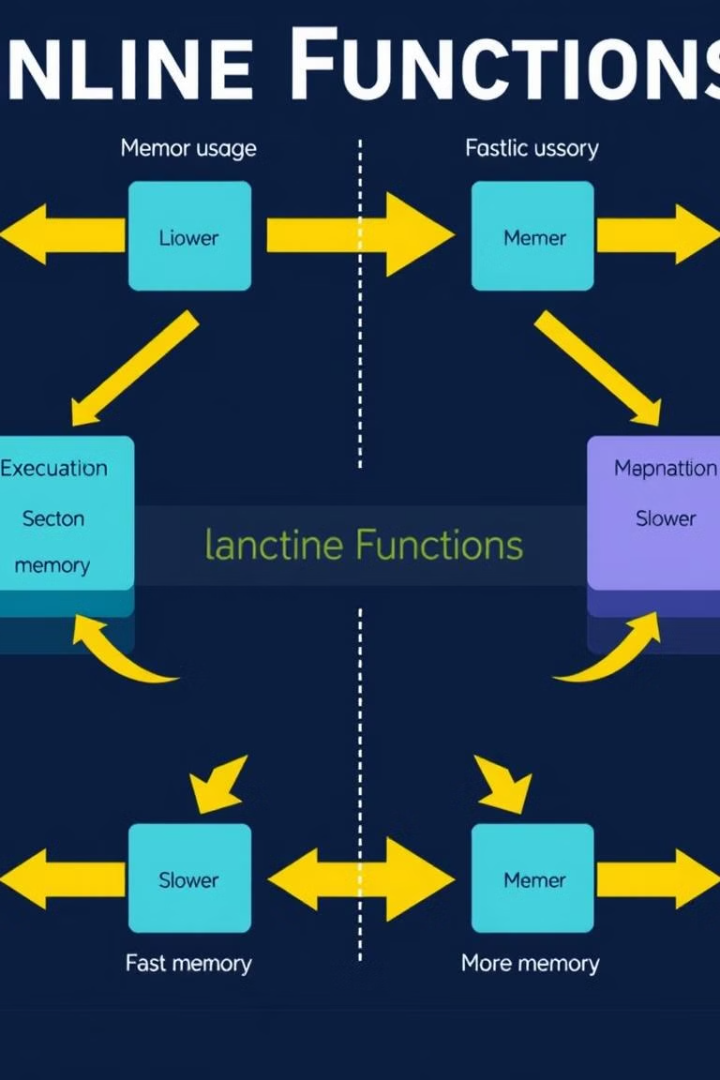 NLINE FUNCTIONS
Memor usage
Fastlic ussory
Liower
Memer
Execuation
Secton
memory
Mapnattion
Slower
lanctine Functions
Slower
Memer
Fast memory
More memory